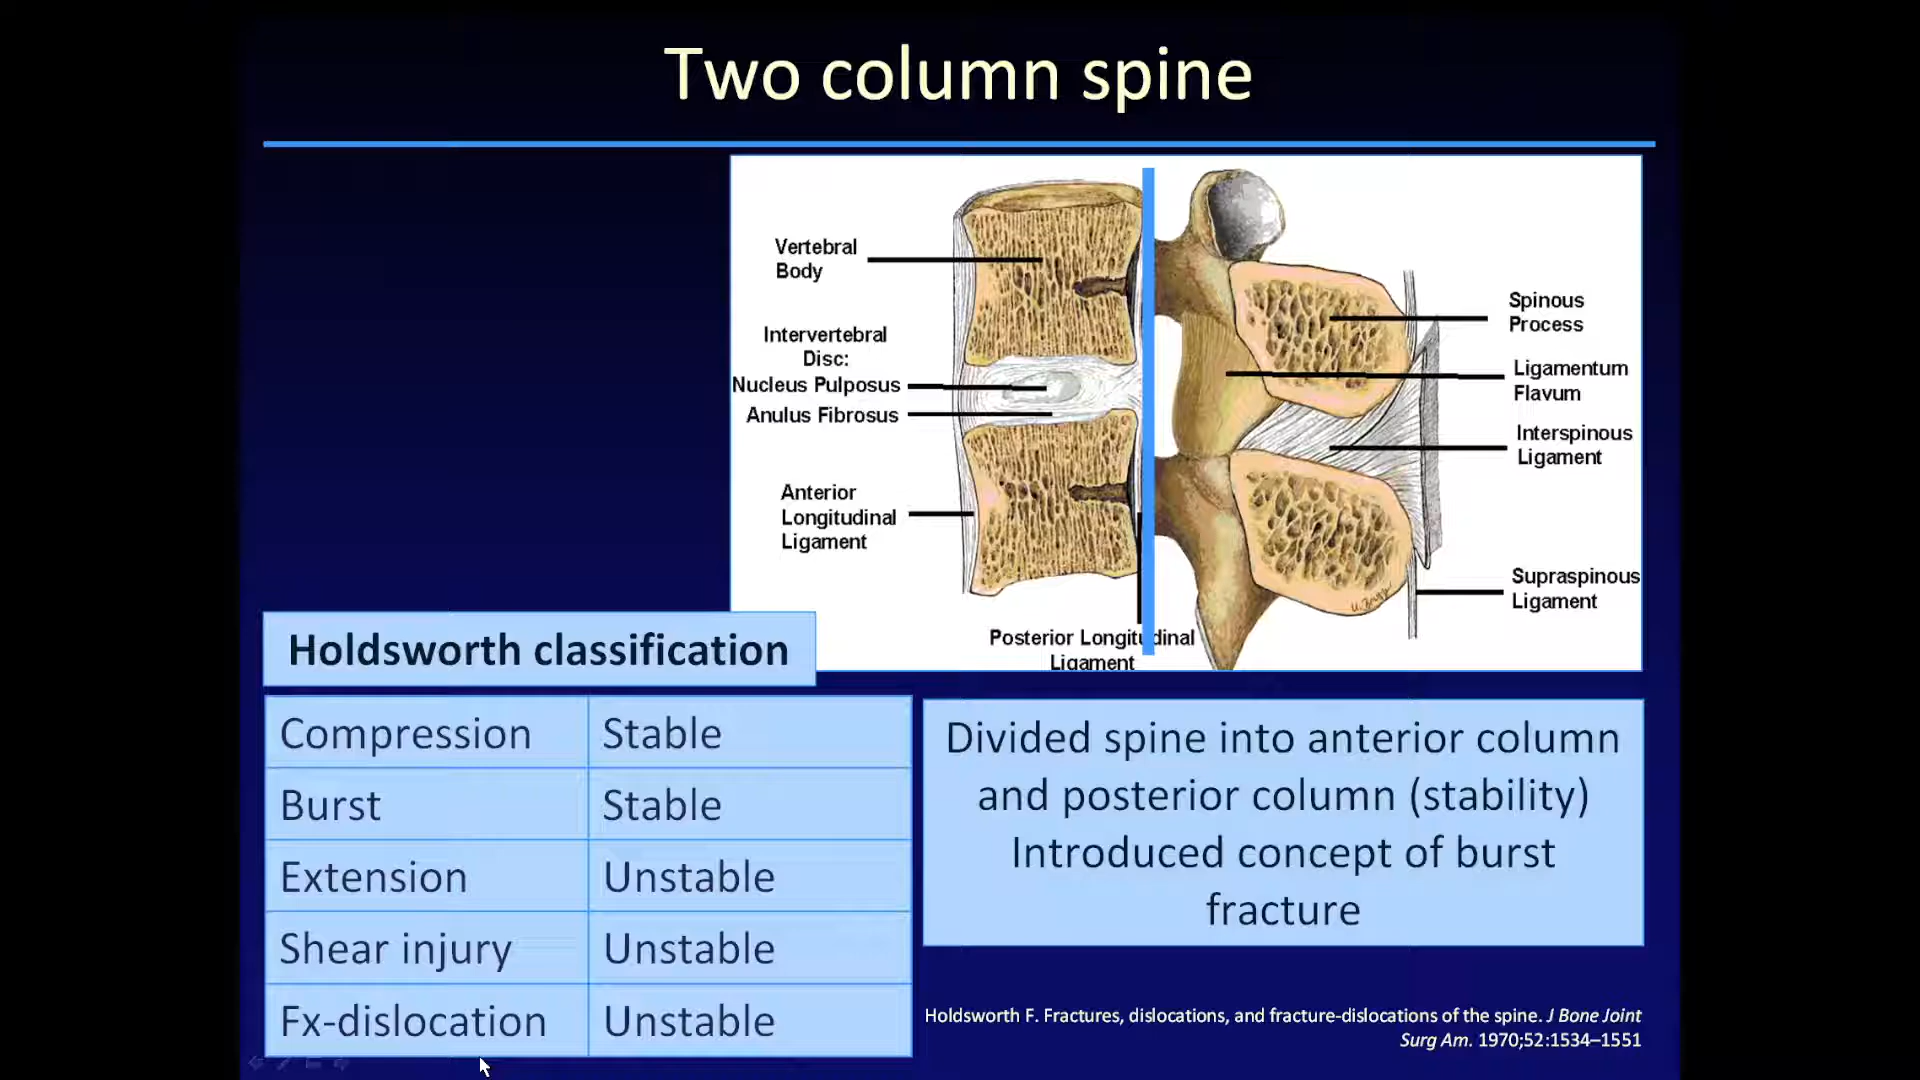 Two column spine
Vertebral
Body
Intervertebral
Disc:
Nucleus Pulposus
Anulus Fibrosus
Anterior
Longitudinal
Ligament
Posterior Longitudinal
Ligament
Spinous
Process
Ligamentum
Flavum
Interspinous
Ligament
Supraspinous
Ligament
Holdsworth classification
Compression Stable
Burst Stable
Extension Unstable
Shear injury Unstable
Fx-dislocation Unstable
Divided spine into anterior column
and posterior column (stability)
Introduced concept of burst
fracture
Holdsworth F. Fractures, dislocations, and fracture-dislocations of the spine. J Bone Joint
Surg Am. 1970;52:1534–1551